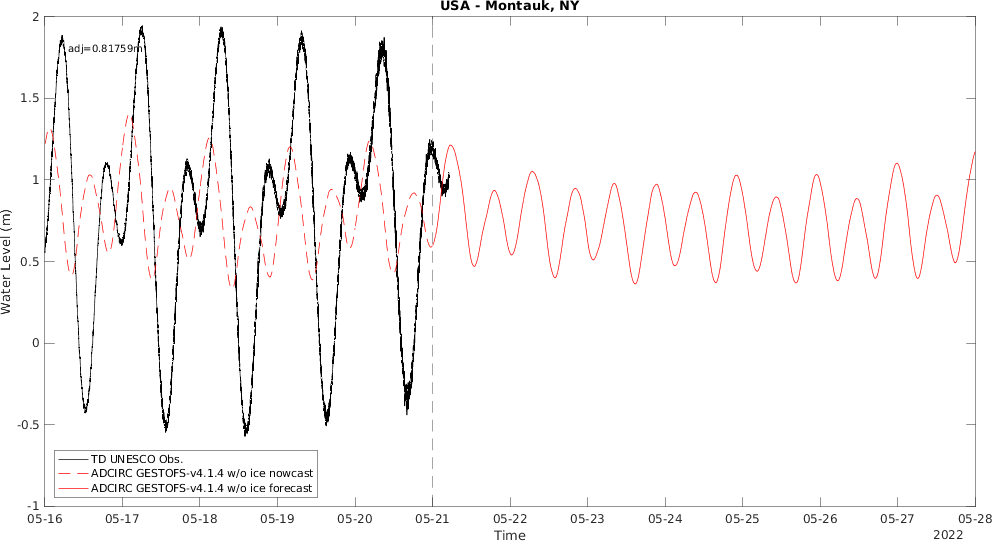 USA - Montauk, NY
adj=0.81759m
2
1.5
1
0.5
0
-0.5
-1
Water Level (m)
TD UNESCO Obs.
ADCIRC GESTOFS-v4.1.4 w/o ice nowcast
ADCIRC GESTOFS-v4.1.4 w/o ice forecast
05-16 05-17 05-18 05-19 05-20 05-21 05-22 05-23 05-24 05-25 05-26 05-27 05-28
Time
2022